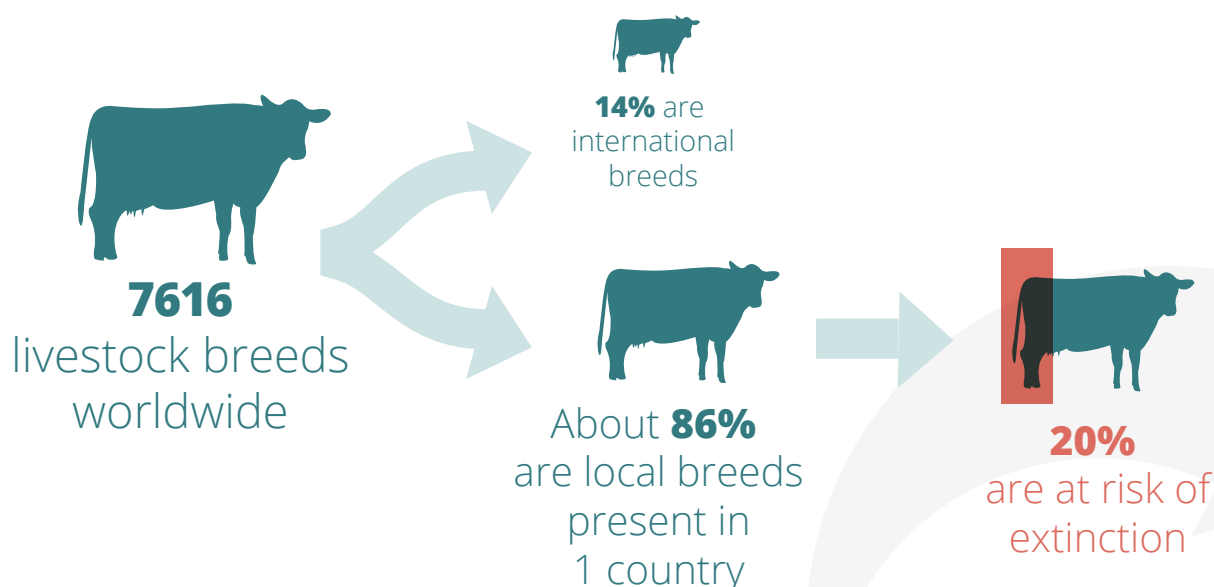 7616
livestock breeds
worldwide
14% are
international
breeds
About 86%
are local breeds
present in
1 country
20%
are at risk of
extinction